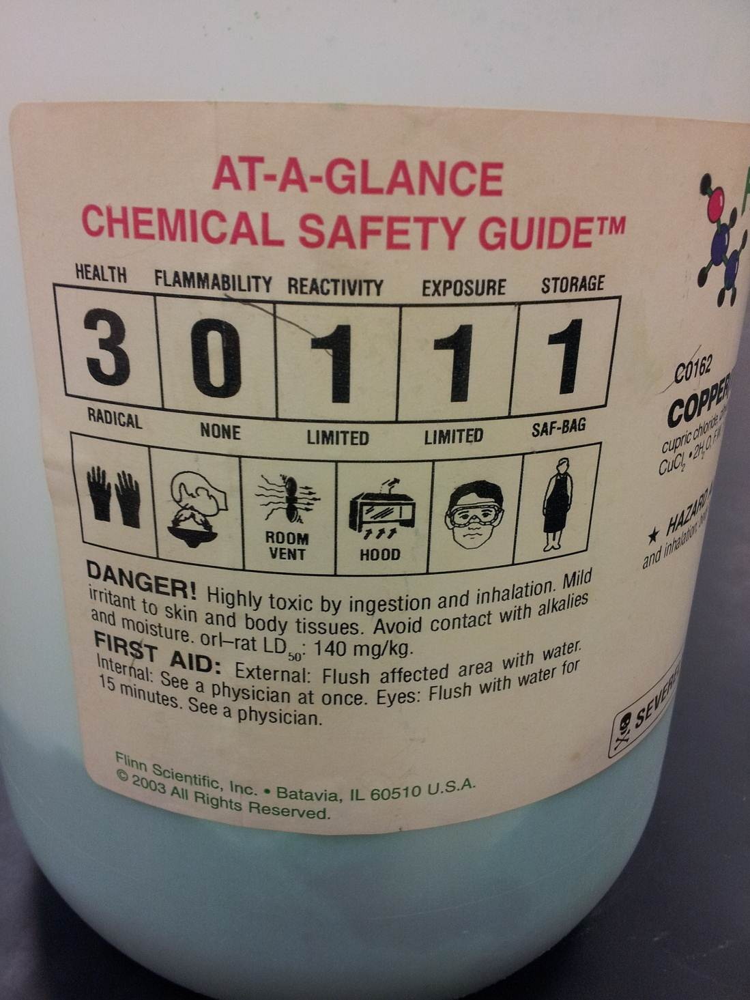 AT-A-GLANCE
CHEMICAL SAFETY GUIDE™
HEALTH FLAMMABILITY REACTIVITY EXPOSURE STORAGE
3 0 1 1 1
RADICAL NONE LIMITED LIMITED SAF-BAG
ROOM
VENT
HOOD
DANGER! Highly toxic by ingestion and inhalation. Mild
irritant to skin and body tissues. Avoid contact with alkalies
and moisture. orl–rat LD50: 140 mg/kg.
FIRST AID: External: Flush affected area with water.
Internal: See a physician at once. Eyes: Flush with water for
15 minutes. See a physician.
Flinn Scientific, Inc. • Batavia, IL 60510 U.S.A.
© 2003 All Rights Reserved.
C0162
COPPER
cupric chloride,
CuCl2 • 2H2O, F.W.
★ HAZARD
and inhalation;